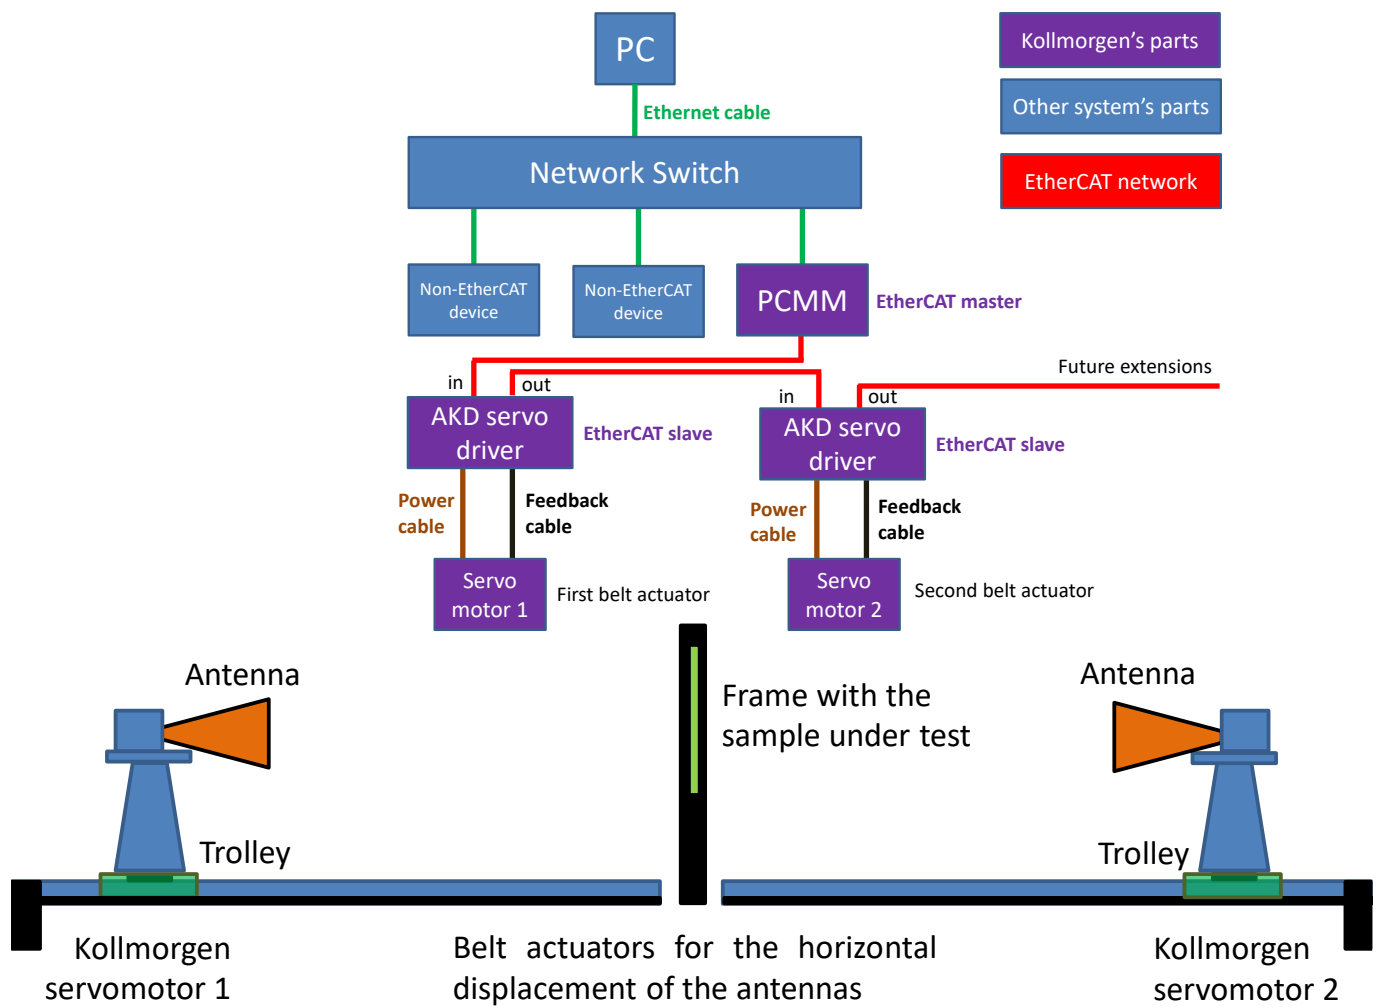 PC
Kollmorgen's parts
Ethernet cable
Other system's parts
Network Switch
EtherCAT network
Non-EtherCAT
device
Non-EtherCAT
device
PCMM
EtherCAT master
Future extensions
in
out
in
out
AKD servo
driver
EtherCAT slave
AKD servo
driver
EtherCAT slave
Power
cable
Feedback
cable
Power
cable
Feedback
cable
Servo
motor 1
First belt actuator
Servo
motor 2
Second belt actuator
Antenna
Frame with the
sample under test
Antenna
Trolley
Trolley
Kollmorgen
servomotor 1
Belt actuators for the horizontal
displacement of the antennas
Kollmorgen
servomotor 2